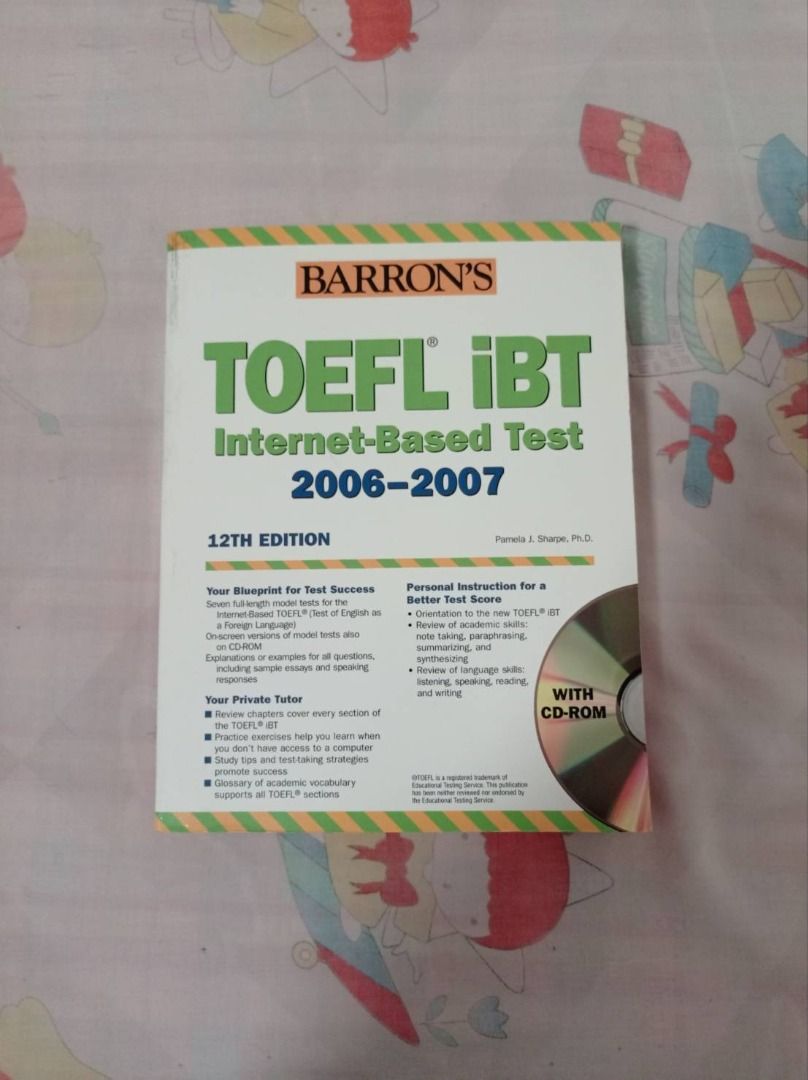 BARRON'S
TOEFL® iBT
Internet-Based Test
2006–2007
12TH EDITION
Pamela J. Sharpe, Ph.D.
Your Blueprint for Test Success
Seven full-length model tests for the
Internet-Based TOEFL® (Test of English as
a Foreign Language)
On-screen versions of model tests also
on CD-ROM
Explanations or examples for all questions,
including sample essays and speaking
responses
Your Private Tutor
■ Review chapters cover every section of
the TOEFL® iBT
■ Practice exercises help you learn when
you don't have access to a computer
■ Study tips and test-taking strategies
promote success
■ Glossary of academic vocabulary
supports all TOEFL® sections
Personal Instruction for a
Better Test Score
• Orientation to the new TOEFL® iBT
• Review of academic skills:
note taking, paraphrasing,
summarizing, and
synthesizing
• Review of language skills:
listening, speaking, reading,
and writing
WITH
CD-ROM
®TOEFL is a registered trademark of
Educational Testing Service. This publication
has been neither reviewed nor endorsed by
the Educational Testing Service.